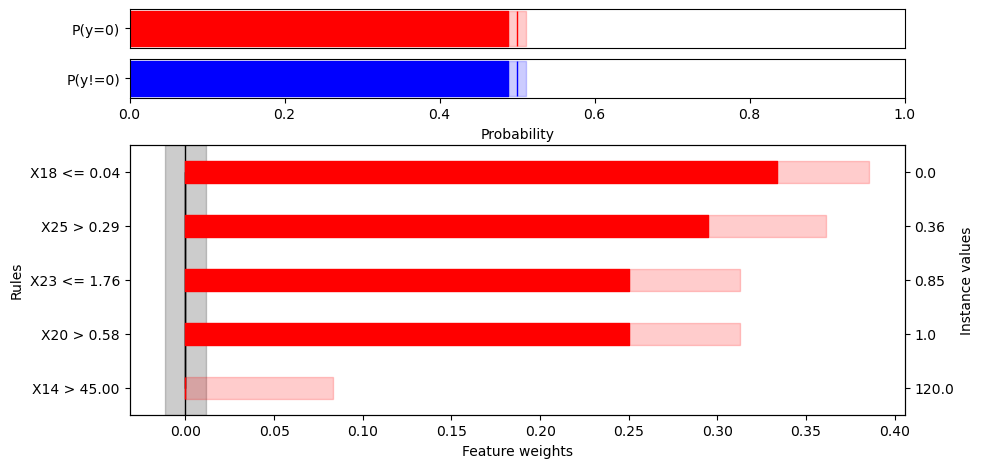 P(y=0)
P(y!=0)
0.0 0.2 0.4 0.6 0.8 1.0
Probability
X18 <= 0.04 0.0
X25 > 0.29 0.36
X23 <= 1.76 0.85
X20 > 0.58 1.0
X14 > 45.00 120.0
Rules
Instance values
0.00 0.05 0.10 0.15 0.20 0.25 0.30 0.35 0.40
Feature weights